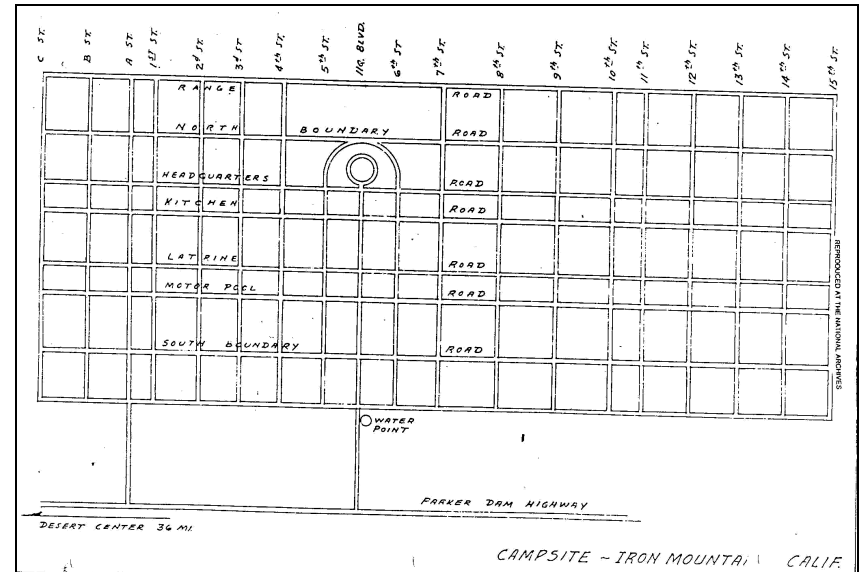 C ST.
B ST.
A ST.
1ST ST.
2d ST.
3d ST.
4th ST.
5th ST.
HQ. BLVD.
6th ST
7th ST.
8th ST.
9th ST.
10th ST.
11th ST.
12th ST.
13th ST.
14th ST.
15th ST.
RANGE ROAD
NORTH BOUNDARY ROAD
HEADQUARTERS ROAD
KITCHEN ROAD
LATRINE ROAD
MOTOR POOL ROAD
SOUTH BOUNDARY ROAD
REPRODUCED AT THE NATIONAL ARCHIVES
WATER
POINT
PARKER DAM HIGHWAY
DESERT CENTER 36 MI.
CAMPSITE ~ IRON MOUNTAI CALIF.